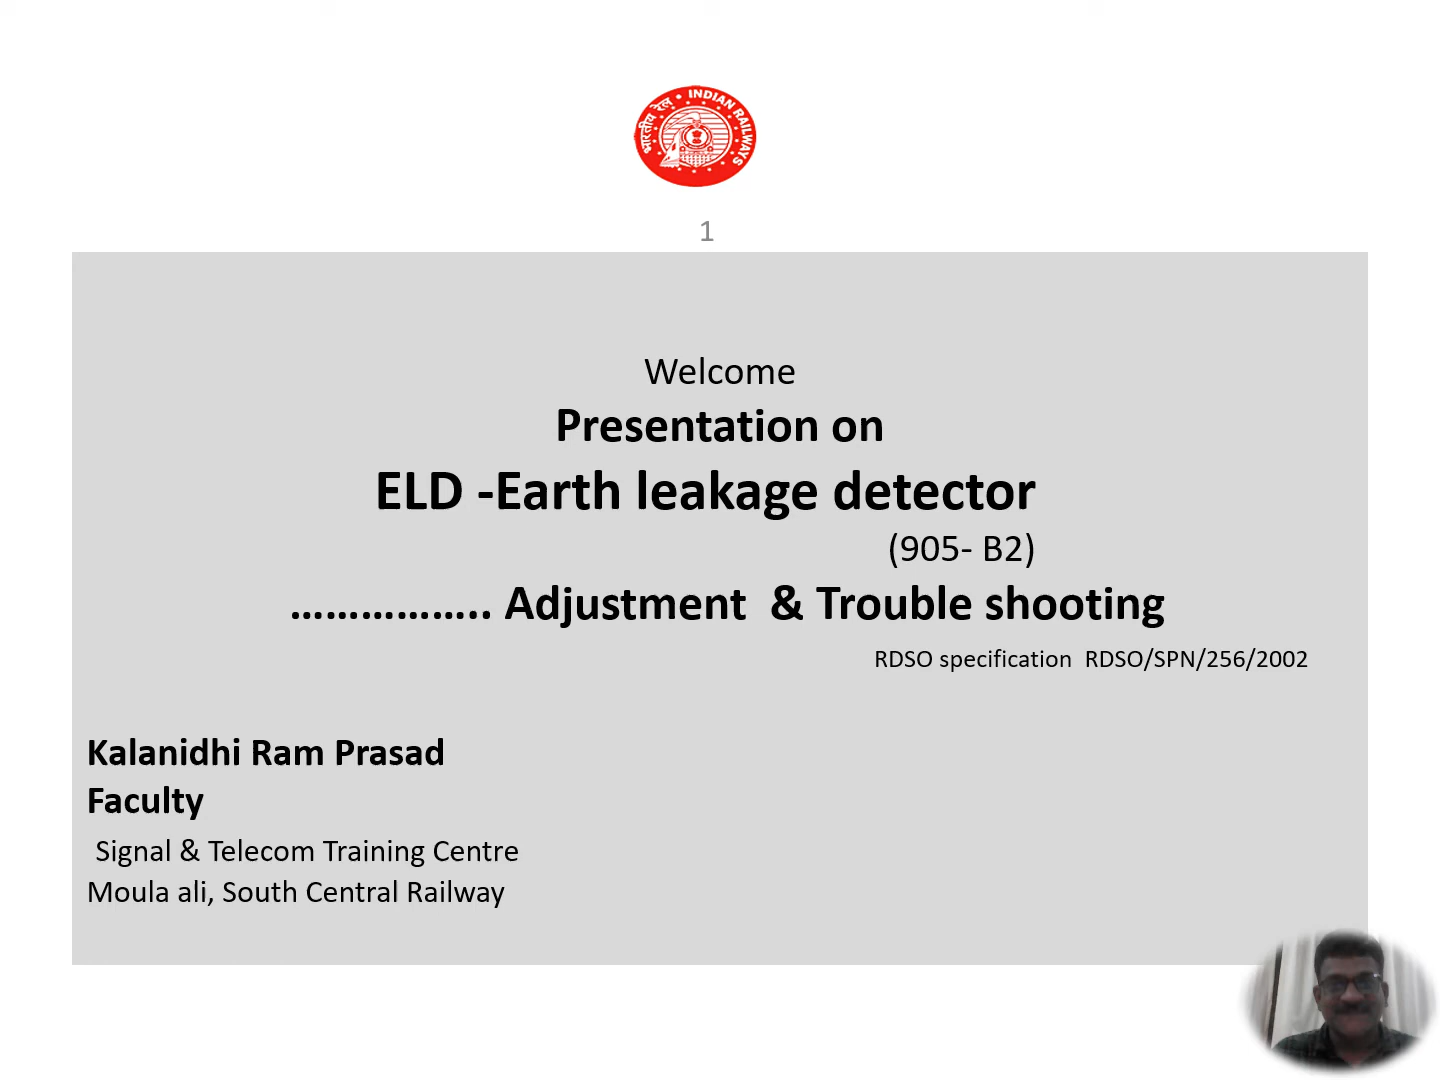 भारतीय रेल • INDIAN RAILWAYS
1
Welcome
Presentation on
ELD -Earth leakage detector
(905- B2)
…………….. Adjustment & Trouble shooting
RDSO specification RDSO/SPN/256/2002
Kalanidhi Ram Prasad
Faculty
Signal & Telecom Training Centre
Moula ali, South Central Railway